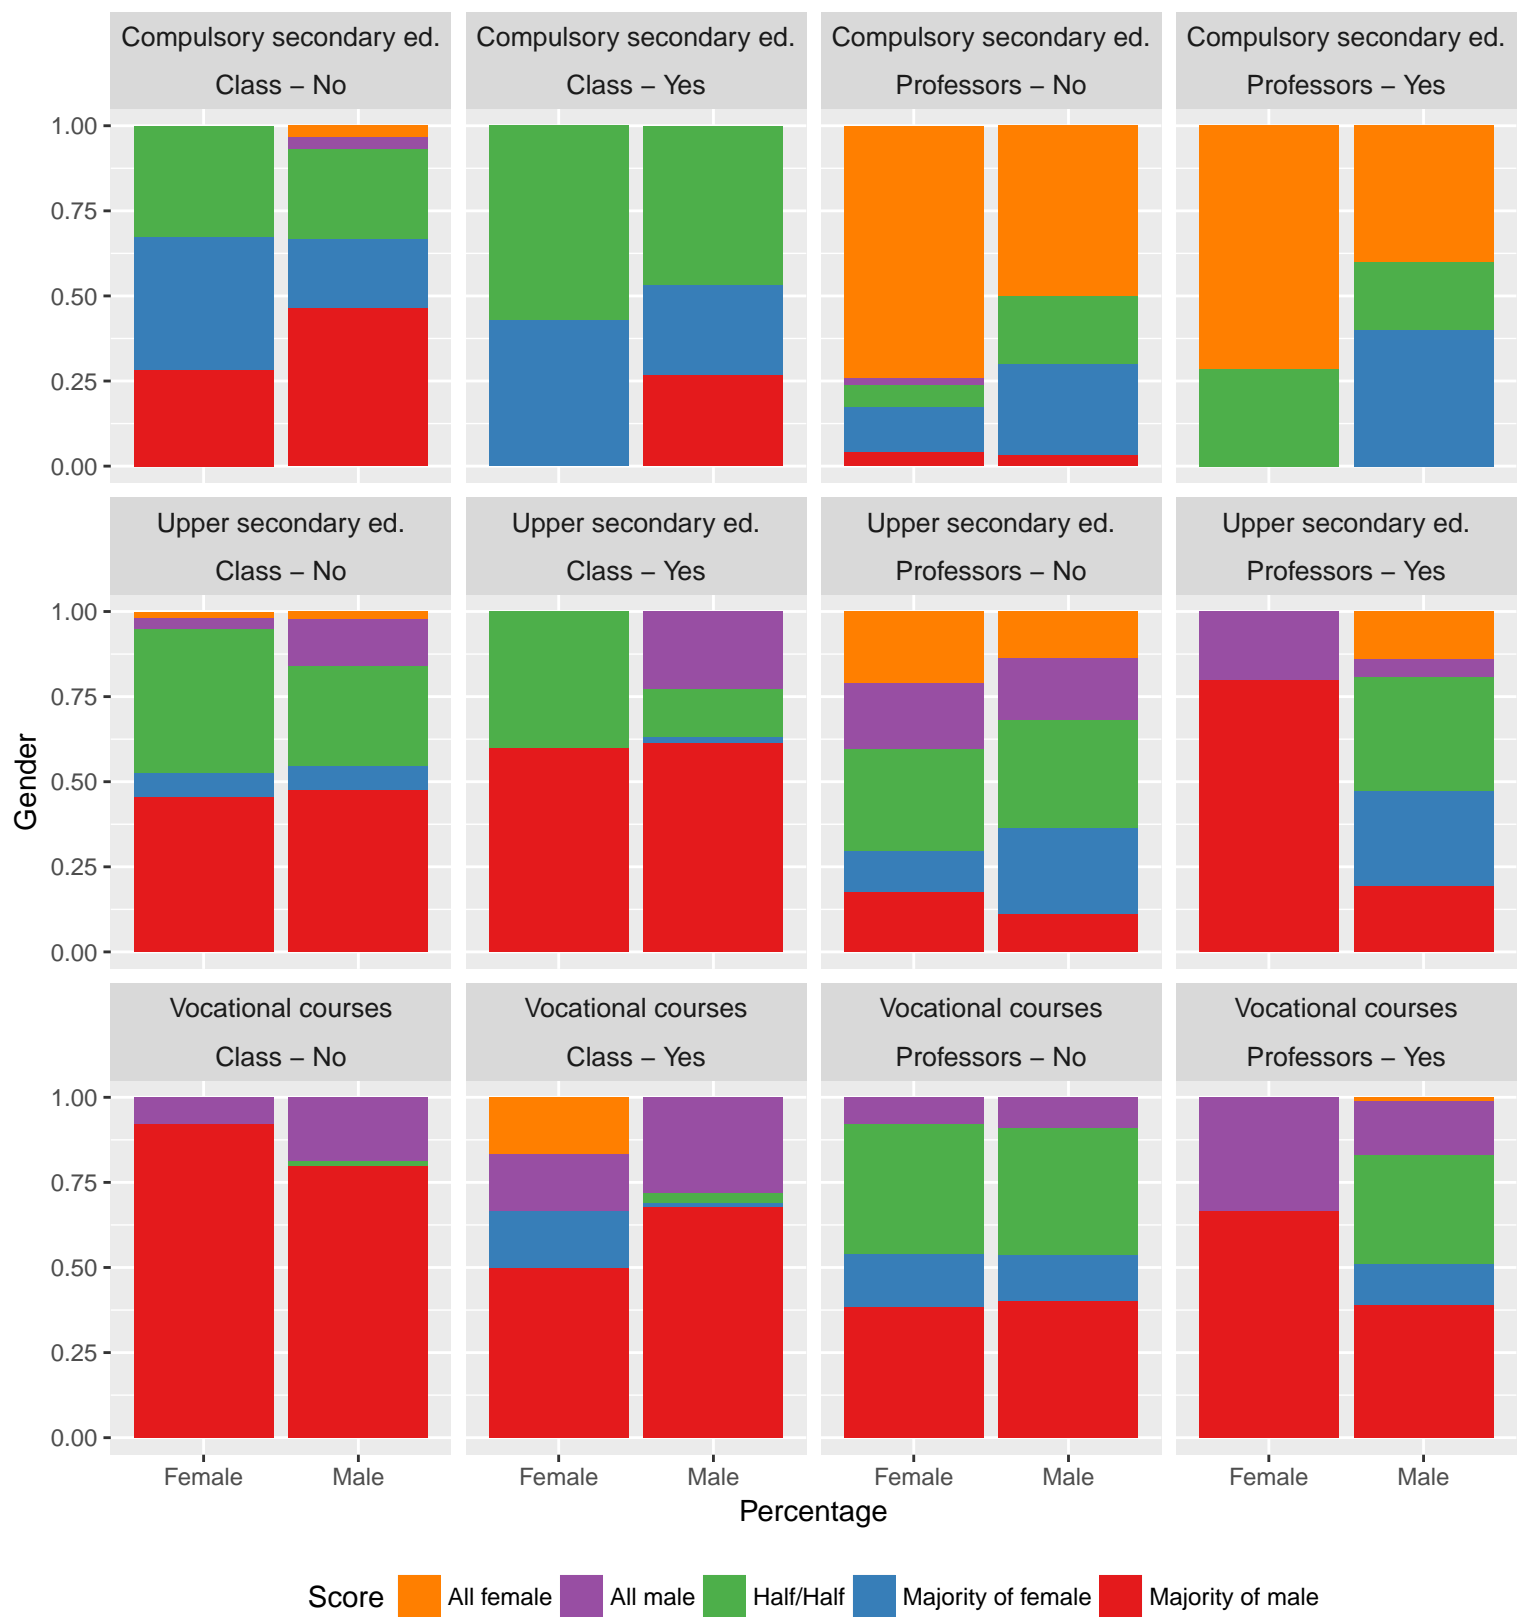 Compulsory secondary ed. Compulsory secondary ed. Compulsory secondary ed. Compulsory secondary ed.
Class − No Class − Yes Professors − No Professors − Yes
1.00
0.75
0.50
0.25
0.00
Upper secondary ed. Upper secondary ed. Upper secondary ed. Upper secondary ed.
Class − No Class − Yes Professors − No Professors − Yes
1.00
0.75
0.50
0.25
0.00
Gender
Vocational courses Vocational courses Vocational courses Vocational courses
Class − No Class − Yes Professors − No Professors − Yes
1.00
0.75
0.50
0.25
0.00
Female Male Female Male Female Male Female Male
Percentage
Score All female All male Half/Half Majority of female Majority of male